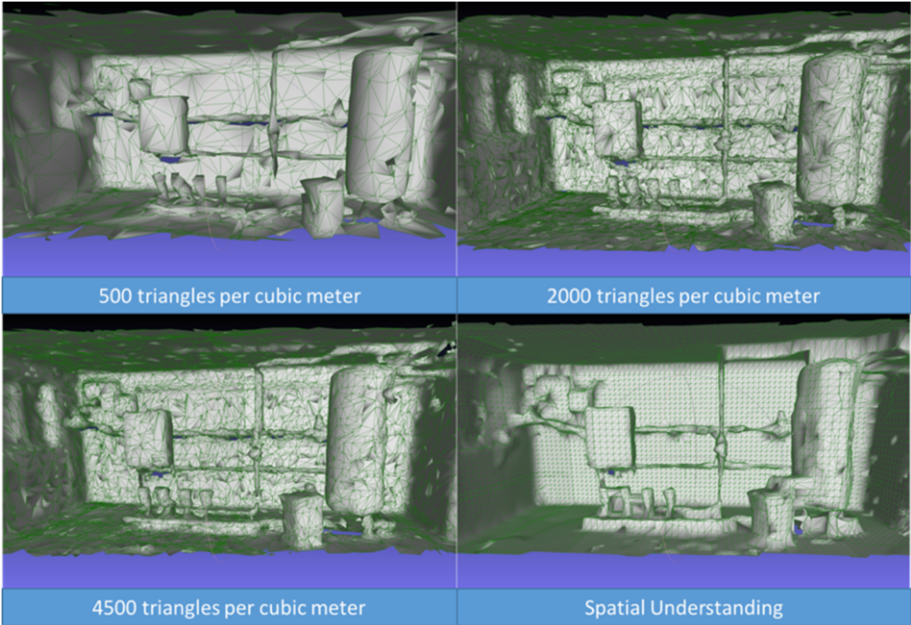 500 triangles per cubic meter
2000 triangles per cubic meter
4500 triangles per cubic meter
Spatial Understanding